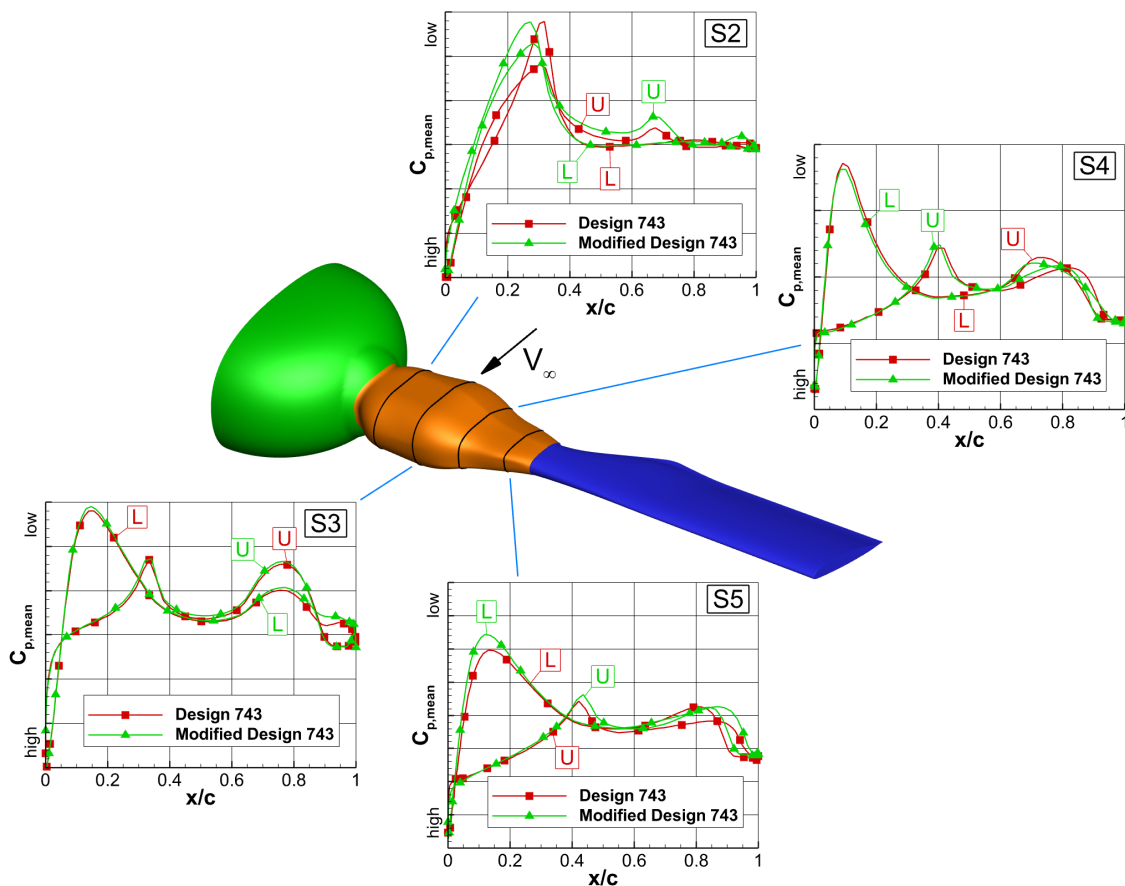 S2
low
C p,mean
high
U
U
L
L
Design 743
Modified Design 743
0
0.2
0.4
0.6
0.8
1
x/c
S4
low
C p,mean
high
L
U
U
L
Design 743
Modified Design 743
0
0.2
0.4
0.6
0.8
1
x/c
V∞
S3
low
C p,mean
high
L
U
U
L
Design 743
Modified Design 743
0
0.2
0.4
0.6
0.8
1
x/c
S5
low
C p,mean
high
L
L
U
U
Design 743
Modified Design 743
0
0.2
0.4
0.6
0.8
1
x/c